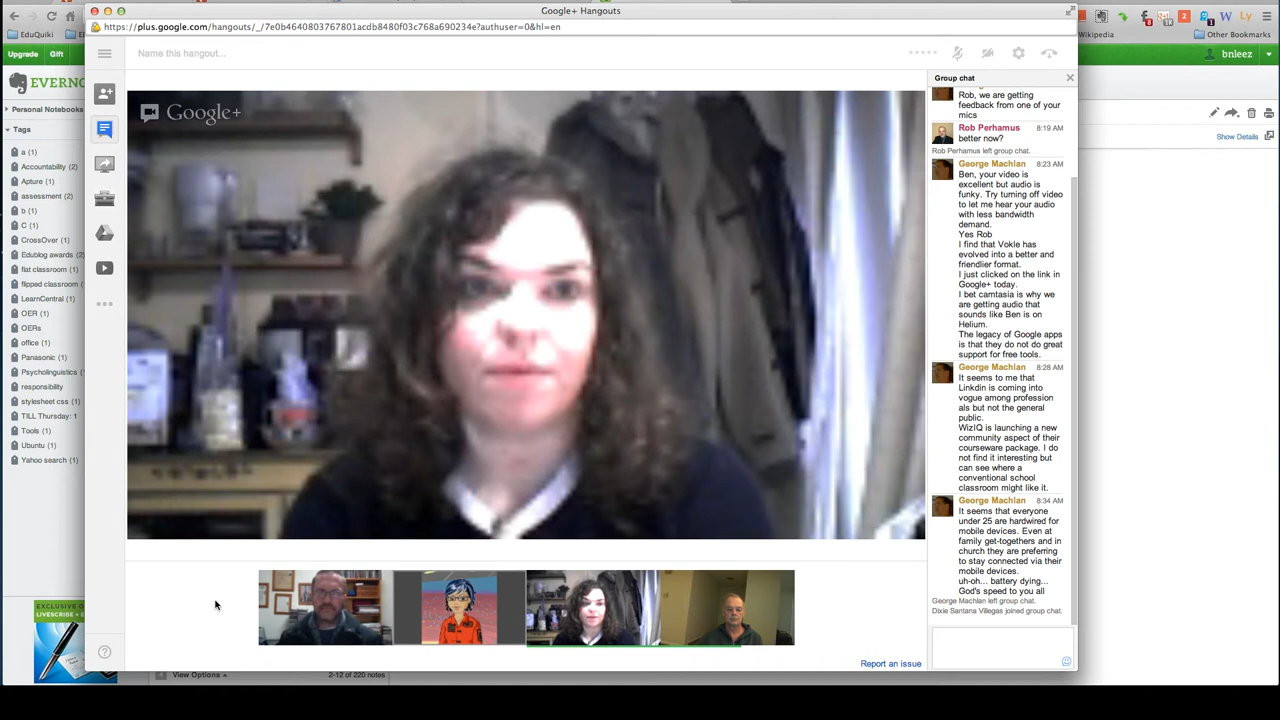 Google+ Hangouts
https://plus.google.com/hangouts/_/7e0b4640803767801acdb8480f03c768a690234e?authuser=0&hl=en
EduQuiki
Wikipedia
Other Bookmarks
Upgrade
Gift
bnleez
Name this hangout...
Google+
Personal Notebooks
Tags
a (1)
Accountability (2)
Apture (1)
assessment (2)
b (1)
C (1)
CrossOver (1)
Edublog awards (2)
flat classroom (1)
flipped classroom
LearnCentral (1)
OER (1)
OERs
office (1)
Panasonic (1)
Psycholinguistics
responsibility
stylesheet css (1)
TILL Thursday: 1
Tools (1)
Ubuntu (1)
Yahoo search (1)
EXCLUSIVE O
LIVESCRIBE + E
View Options
2-12 of 220 notes
Show Details
Group chat
Rob, we are getting
feedback from one of your
mics
Rob Perhamus 8:19 AM
better now?
Rob Perhamus left group chat.
George Machlan 8:23 AM
Ben, your video is
excellent but audio is
funky. Try turning off video
to let me hear your audio
with less bandwidth
demand.
Yes Rob
I find that Vokle has
evolved into a better and
friendlier format.
I just clicked on the link in
Google+ today.
I bet camtasia is why we
are getting audio that
sounds like Ben is on
Helium.
The legacy of Google apps
is that they do not do great
support for free tools.
George Machlan 8:28 AM
It seems to me that
Linkdin is coming into
vogue among profession
als but not the general
public.
WizIQ is launching a new
community aspect of their
courseware package. I do
not find it interesting but
can see where a
conventional school
classroom might like it.
George Machlan 8:34 AM
It seems that everyone
under 25 are hardwired for
mobile devices. Even at
family get-togethers and in
church they are preferring
to stay connected via their
mobile devices.
uh-oh... battery dying...
God's speed to you all
George Machlan left group chat.
Dixie Santana Villegas joined group chat.
Report an issue